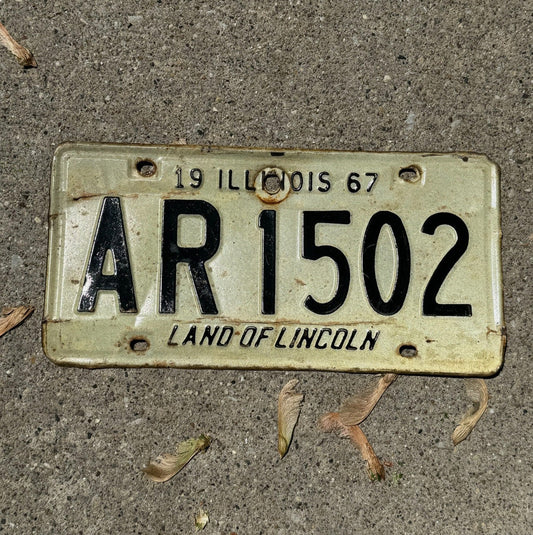 19 ILLINOIS 67
AR 1502
LAND OF LINCOLN